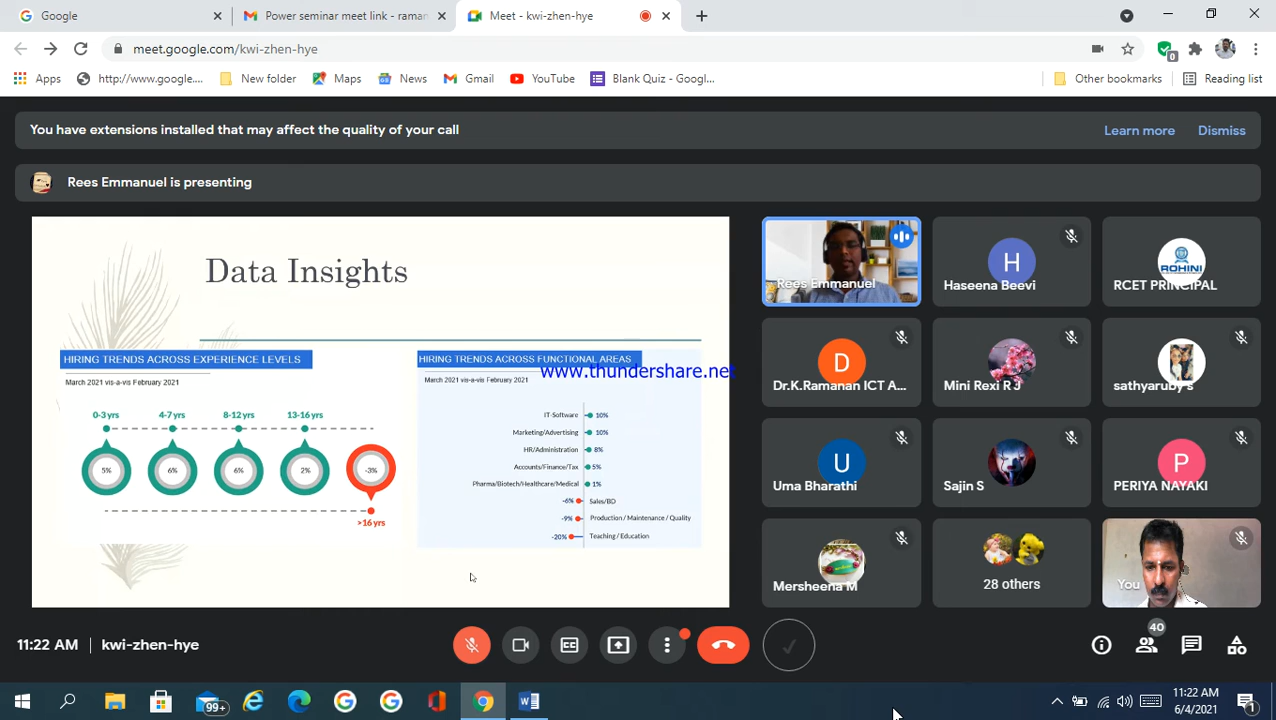 Google
Power seminar meet link - raman
Meet - kwi-zhen-hye
meet.google.com/kwi-zhen-hye
0
Apps
http://www.google....
New folder
Maps
News
Gmail
YouTube
Blank Quiz - Googl...
Other bookmarks
Reading list
You have extensions installed that may affect the quality of your call
Learn more
Dismiss
Rees Emmanuel is presenting
Data Insights
HIRING TRENDS ACROSS EXPERIENCE LEVELS
March 2021 vis-a-vis February 2021
0-3 yrs 4-7 yrs 8-12 yrs 13-16 yrs
5% 6% 6% 2% -3%
>16 yrs
HIRING TRENDS ACROSS FUNCTIONAL AREAS
www.thundershare.net
March 2021 vis-a-vis February 2021
IT-Software 10%
Marketing/Advertising 10%
HR/Administration 8%
Accounts/Finance/Tax 5%
Pharma/Biotech/Healthcare/Medical 1%
-6% Sales/BD
-9% Production / Maintenance / Quality
-20% Teaching / Education
Rees Emmanuel
H
Haseena Beevi
ROHINI
RCET PRINCIPAL
D
Dr.K.Ramanan ICT A...
Mini Rexi R J
sathyaruby s
U
Uma Bharathi
Sajin S
P
PERIYA NAYAKI
Mersheena M
28 others
You
11:22 AM | kwi-zhen-hye
CC
40
99+
W
11:22 AM
6/4/2021
1